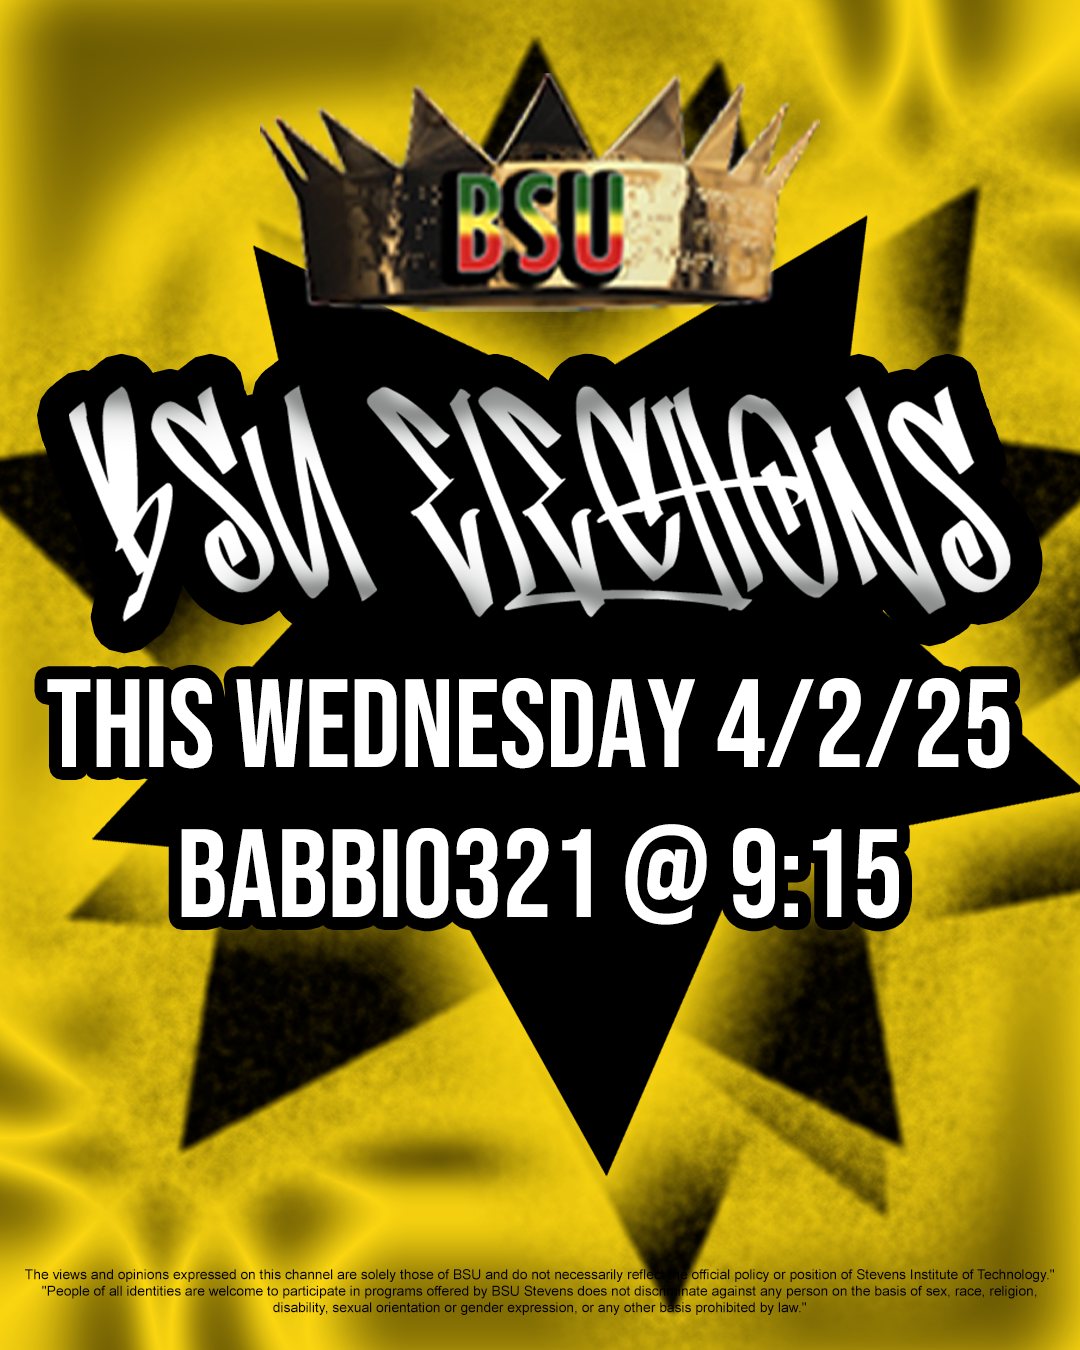 BSU
BSU ELECTIONS
THIS WEDNESDAY 4/2/25
BABBIO321 @ 9:15
The views and opinions expressed on this channel are solely those of BSU and do not necessarily reflect the official policy or position of Stevens Institute of Technology."
"People of all identities are welcome to participate in programs offered by BSU Stevens does not discriminate against any person on the basis of sex, race, religion,
disability, sexual orientation or gender expression, or any other basis prohibited by law."